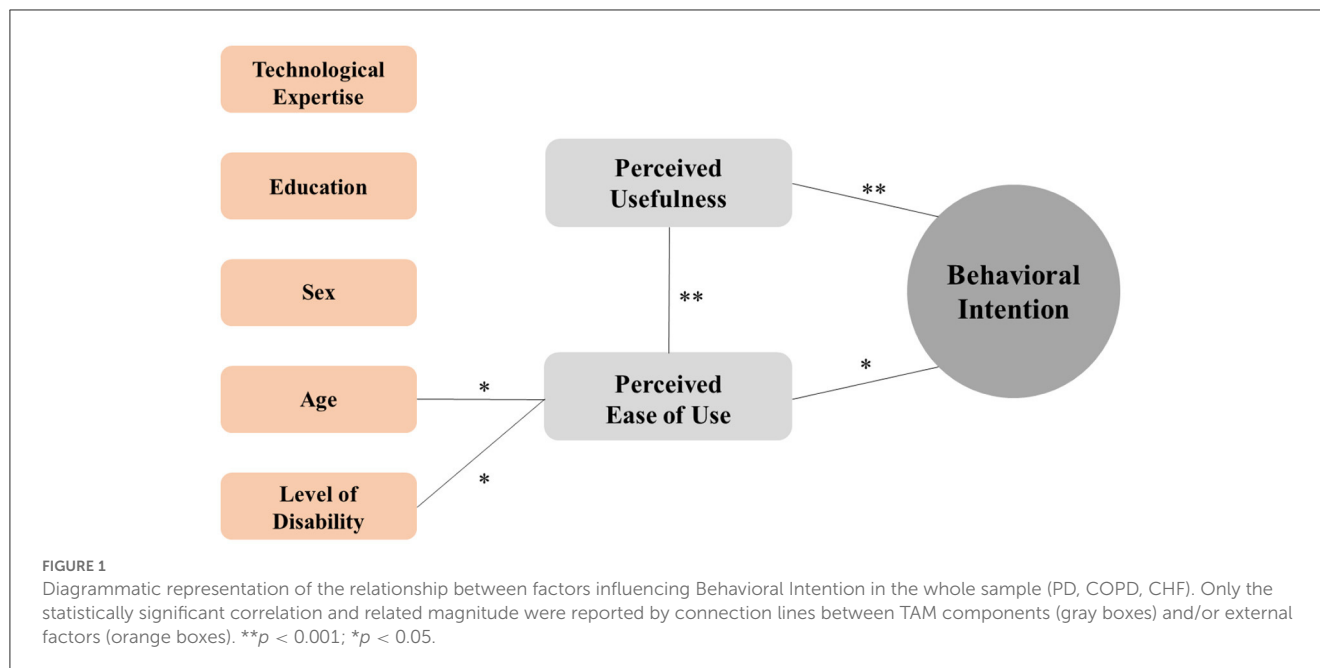 Technological
Expertise
Education
Sex
Age
Level of
Disability
*
*
Perceived
Usefulness
**
Perceived
Ease of Use
**
*
Behavioral
Intention
FIGURE 1
Diagrammatic representation of the relationship between factors influencing Behavioral Intention in the whole sample (PD, COPD, CHF). Only the
statistically significant correlation and related magnitude were reported by connection lines between TAM components (gray boxes) and/or external
factors (orange boxes). **p < 0.001; *p < 0.05.